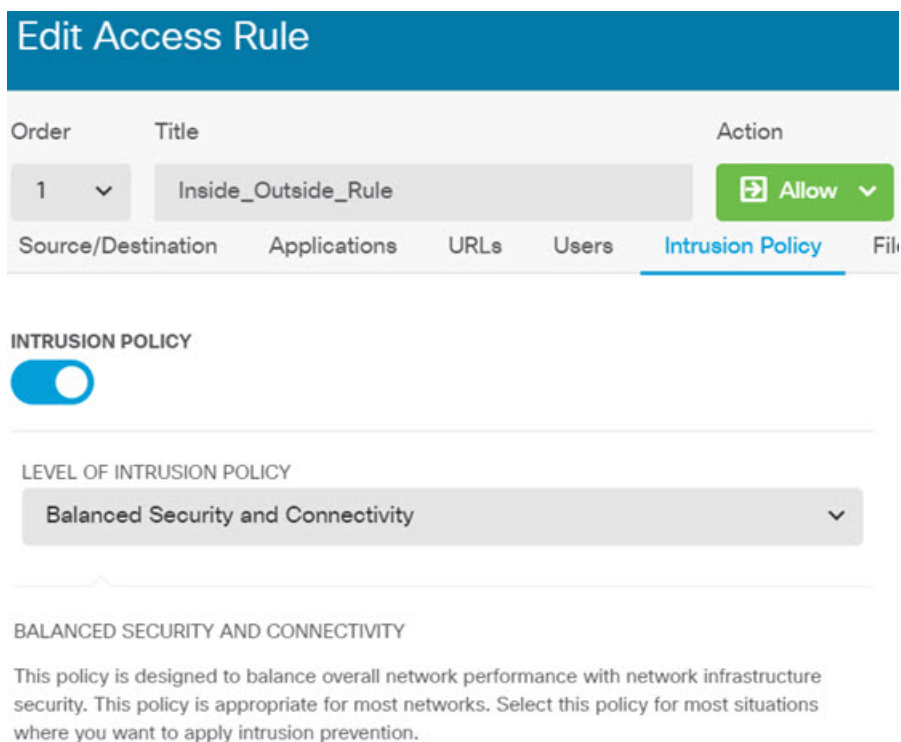 Edit Access Rule
Order Title Action
1 Inside_Outside_Rule Allow
Source/Destination Applications URLs Users Intrusion Policy
INTRUSION POLICY
LEVEL OF INTRUSION POLICY
Balanced Security and Connectivity
BALANCED SECURITY AND CONNECTIVITY
This policy is designed to balance overall network performance with network infrastructure
security. This policy is appropriate for most networks. Select this policy for most situations
where you want to apply intrusion prevention.